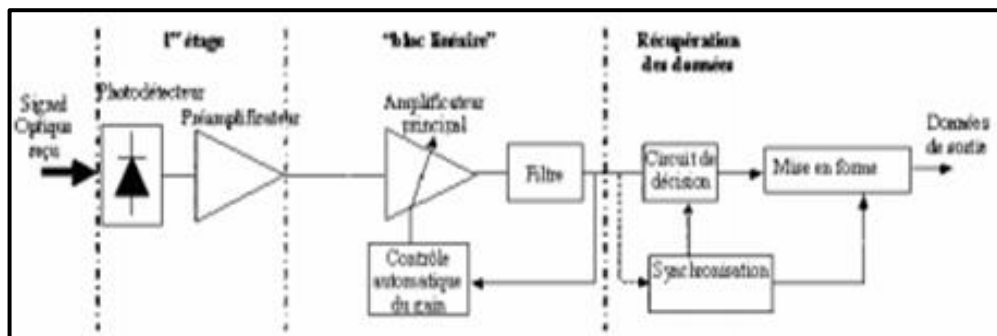 1er étage
"bloc linéaire"
Récupération
des données
Signal
Optique
reçu
Photodétecteur
Préamplificateur
Amplificateur
principal
Filtre
Contrôle
automatique
du gain
Circuit de
décision
Mise en forme
Synchronisation
Données
de sortie